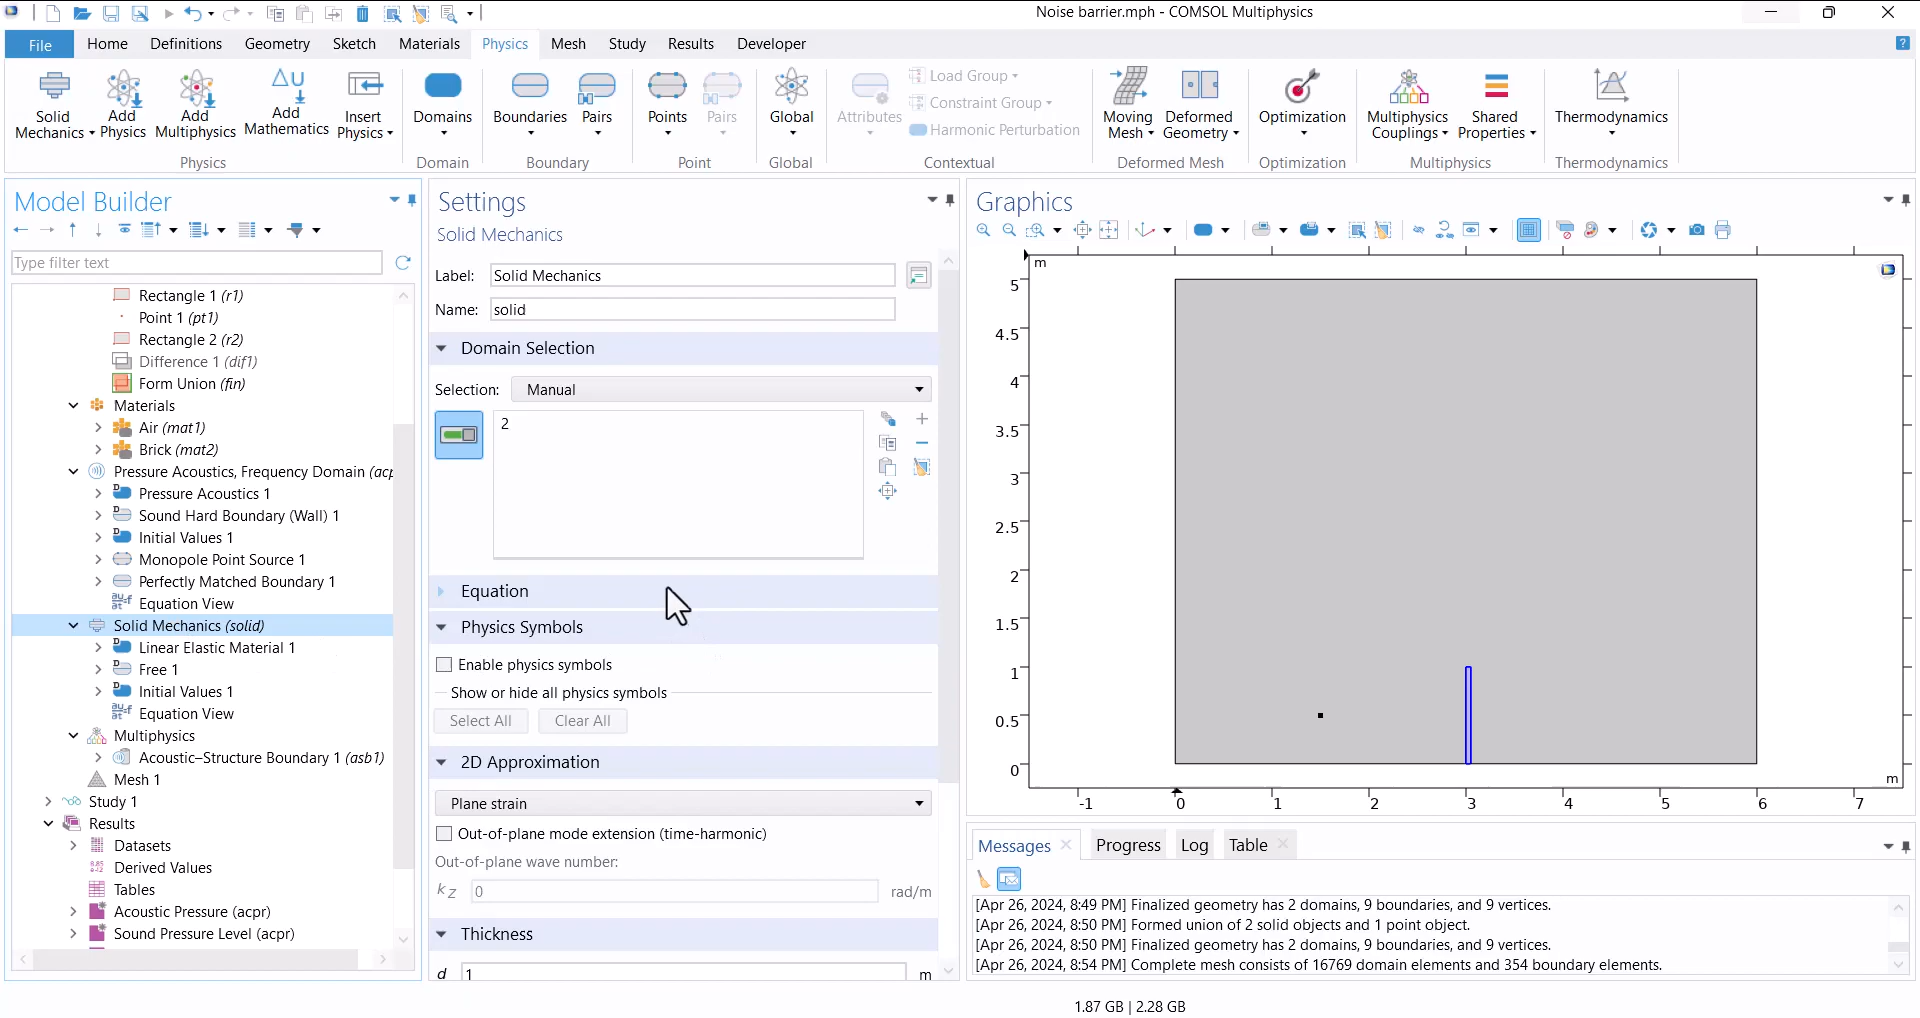 Noise barrier.mph - COMSOL Multiphysics
File Home Definitions Geometry Sketch Materials Physics Mesh Study Results Developer
Solid Mechanics
Add Physics
Add Multiphysics
Add Mathematics
Insert Physics
Physics
Domains
Domain
Boundaries
Pairs
Boundary
Points
Pairs
Point
Global
Global
Attributes
Load Group
Constraint Group
Harmonic Perturbation
Contextual
Moving Mesh
Deformed Geometry
Deformed Mesh
Optimization
Optimization
Multiphysics Couplings
Shared Properties
Multiphysics
Thermodynamics
Thermodynamics
Model Builder
Type filter text
Rectangle 1 (r1)
Point 1 (pt1)
Rectangle 2 (r2)
Difference 1 (dif1)
Form Union (fin)
Materials
Air (mat1)
Brick (mat2)
Pressure Acoustics, Frequency Domain (acp
D Pressure Acoustics 1
D Sound Hard Boundary (Wall) 1
D Initial Values 1
Monopole Point Source 1
Perfectly Matched Boundary 1
Equation View
Solid Mechanics (solid)
D Linear Elastic Material 1
D Free 1
D Initial Values 1
Equation View
Multiphysics
Acoustic–Structure Boundary 1 (asb1)
Mesh 1
Study 1
Results
Datasets
Derived Values
Tables
Acoustic Pressure (acpr)
Sound Pressure Level (acpr)
Settings
Solid Mechanics
Label: Solid Mechanics
Name: solid
Domain Selection
Selection: Manual
2
Equation
Physics Symbols
Enable physics symbols
Show or hide all physics symbols
Select All Clear All
2D Approximation
Plane strain
Out-of-plane mode extension (time-harmonic)
Out-of-plane wave number:
kz 0 rad/m
Thickness
d 1 m
Graphics
m
5
4.5
4
3.5
3
2.5
2
1.5
1
0.5
0
m
-1 0 1 2 3 4 5 6 7
Messages Progress Log Table
[Apr 26, 2024, 8:49 PM] Finalized geometry has 2 domains, 9 boundaries, and 9 vertices.
[Apr 26, 2024, 8:50 PM] Formed union of 2 solid objects and 1 point object.
[Apr 26, 2024, 8:50 PM] Finalized geometry has 2 domains, 9 boundaries, and 9 vertices.
[Apr 26, 2024, 8:54 PM] Complete mesh consists of 16769 domain elements and 354 boundary elements.
1.87 GB | 2.28 GB